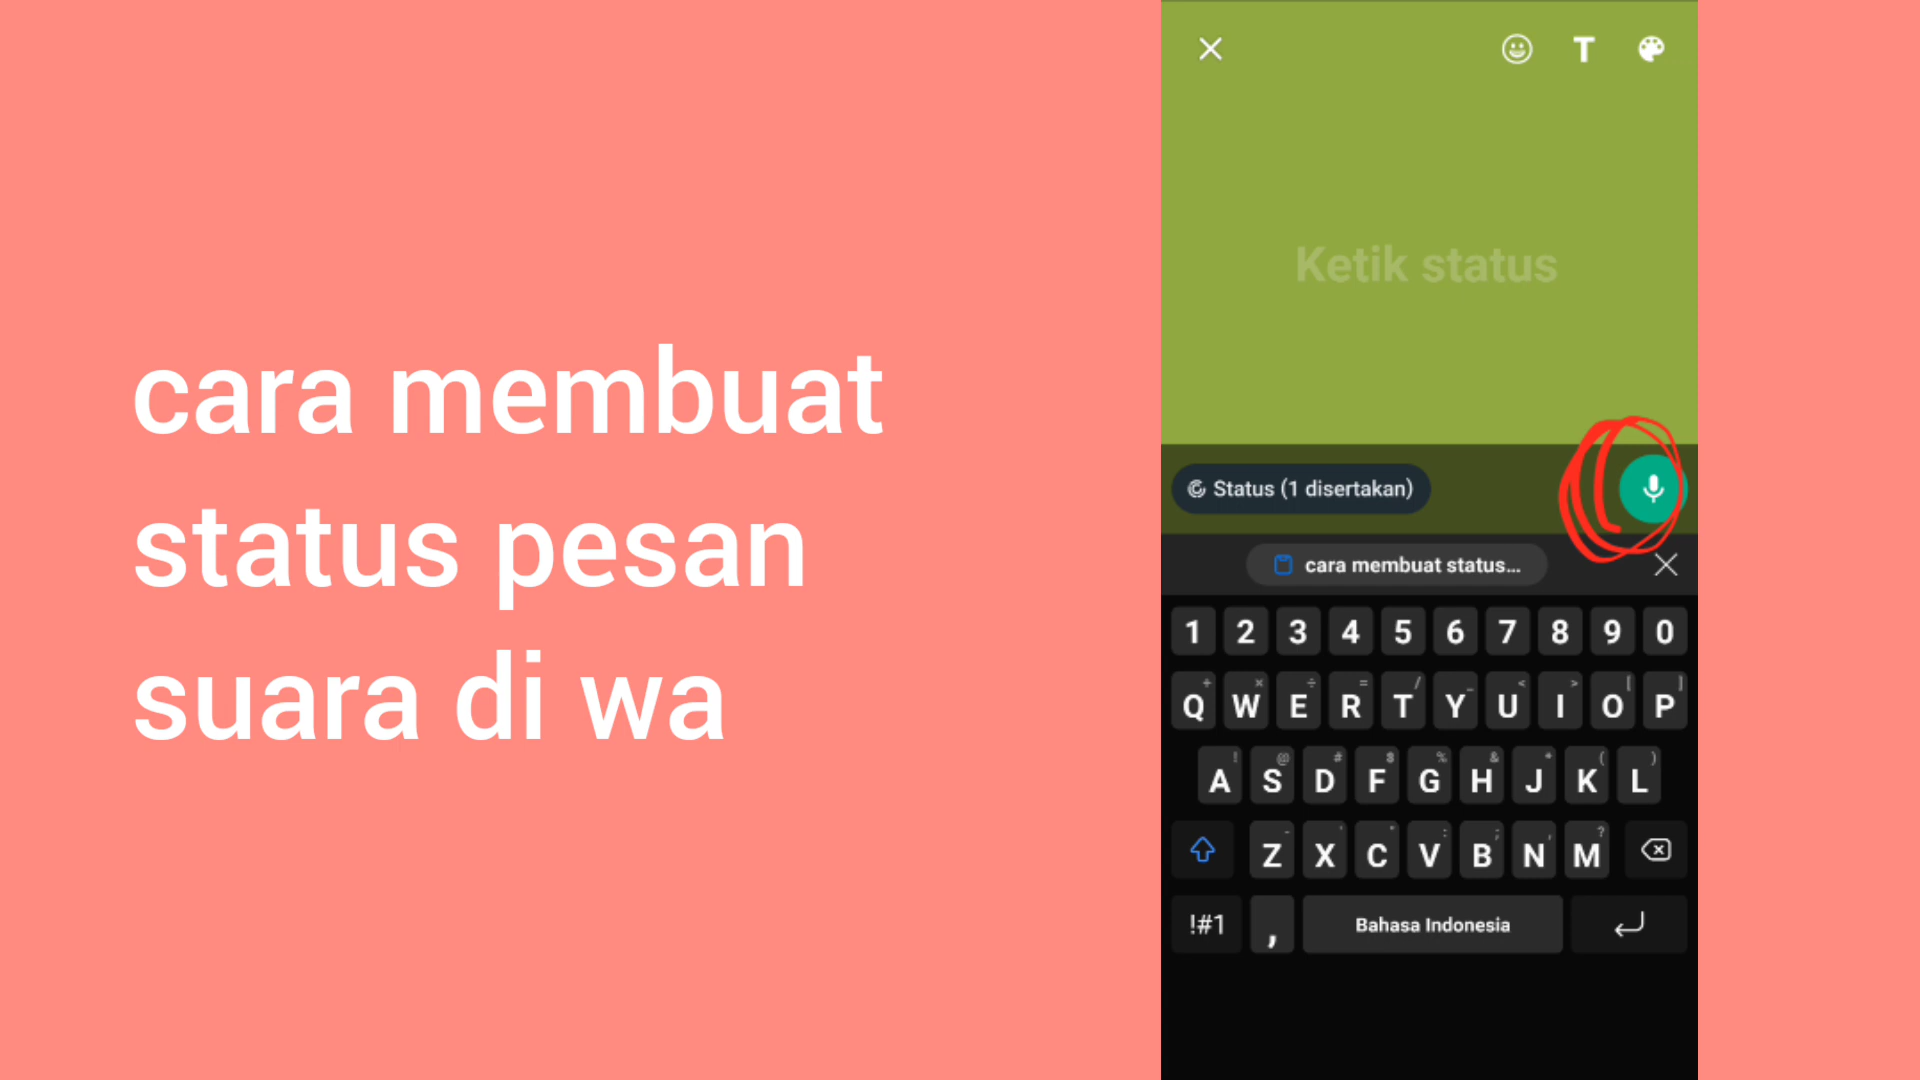 cara membuat
status pesan
suara di wa
T
Ketik status
Status (1 disertakan)
cara membuat status...
1 2 3 4 5 6 7 8 9 0
Q W E R T Y U I O P
A S D F G H J K L
Z X C V B N M
!#1 , Bahasa Indonesia